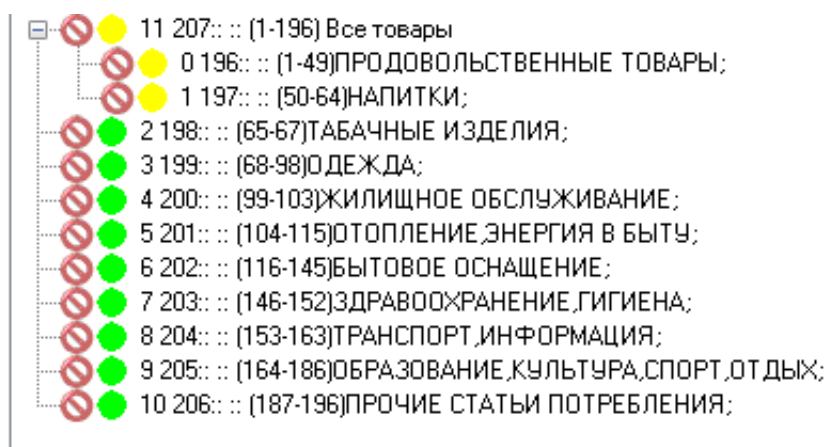 11 207:: :: (1-196) Все товары
0 196:: :: (1-49)ПРОДОВОЛЬСТВЕННЫЕ ТОВАРЫ;
1 197:: :: (50-64)НАПИТКИ;
2 198:: :: (65-67)ТАБАЧНЫЕ ИЗДЕЛИЯ;
3 199:: :: (68-98)ОДЕЖДА;
4 200:: :: (99-103)ЖИЛИЩНОЕ ОБСЛУЖИВАНИЕ;
5 201:: :: (104-115)ОТОПЛЕНИЕ,ЭНЕРГИЯ В БЫТУ;
6 202:: :: (116-145)БЫТОВОЕ ОСНАЩЕНИЕ;
7 203:: :: (146-152)ЗДРАВООХРАНЕНИЕ,ГИГИЕНА;
8 204:: :: (153-163)ТРАНСПОРТ,ИНФОРМАЦИЯ;
9 205:: :: (164-186)ОБРАЗОВАНИЕ,КУЛЬТУРА,СПОРТ,ОТДЫХ;
10 206:: :: (187-196)ПРОЧИЕ СТАТЬИ ПОТРЕБЛЕНИЯ;